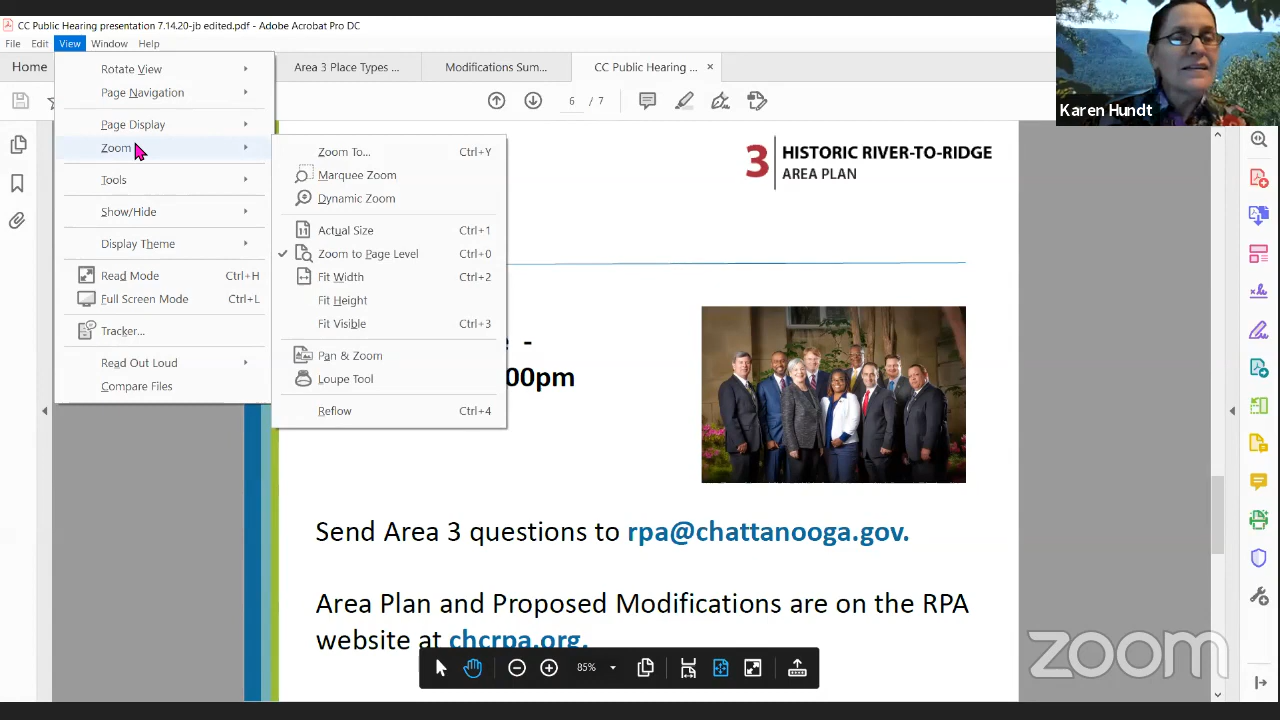 CC Public Hearing presentation 7.14.20-jb edited.pdf - Adobe Acrobat Pro DC
File Edit View Window Help
Home
Area 3 Place Types ...
Modifications Sum...
CC Public Hearing ... ×
6 / 7
Karen Hundt
Rotate View
Page Navigation
Page Display
Zoom
Tools
Show/Hide
Display Theme
Read Mode Ctrl+H
Full Screen Mode Ctrl+L
Tracker...
Read Out Loud
Compare Files
Zoom To... Ctrl+Y
Marquee Zoom
Dynamic Zoom
Actual Size Ctrl+1
Zoom to Page Level Ctrl+0
Fit Width Ctrl+2
Fit Height
Fit Visible Ctrl+3
Pan & Zoom
Loupe Tool
Reflow Ctrl+4
3 HISTORIC RIVER-TO-RIDGE
AREA PLAN
-
00pm
Send Area 3 questions to rpa@chattanooga.gov.
Area Plan and Proposed Modifications are on the RPA
website at chcrpa.org.
85%
zoom